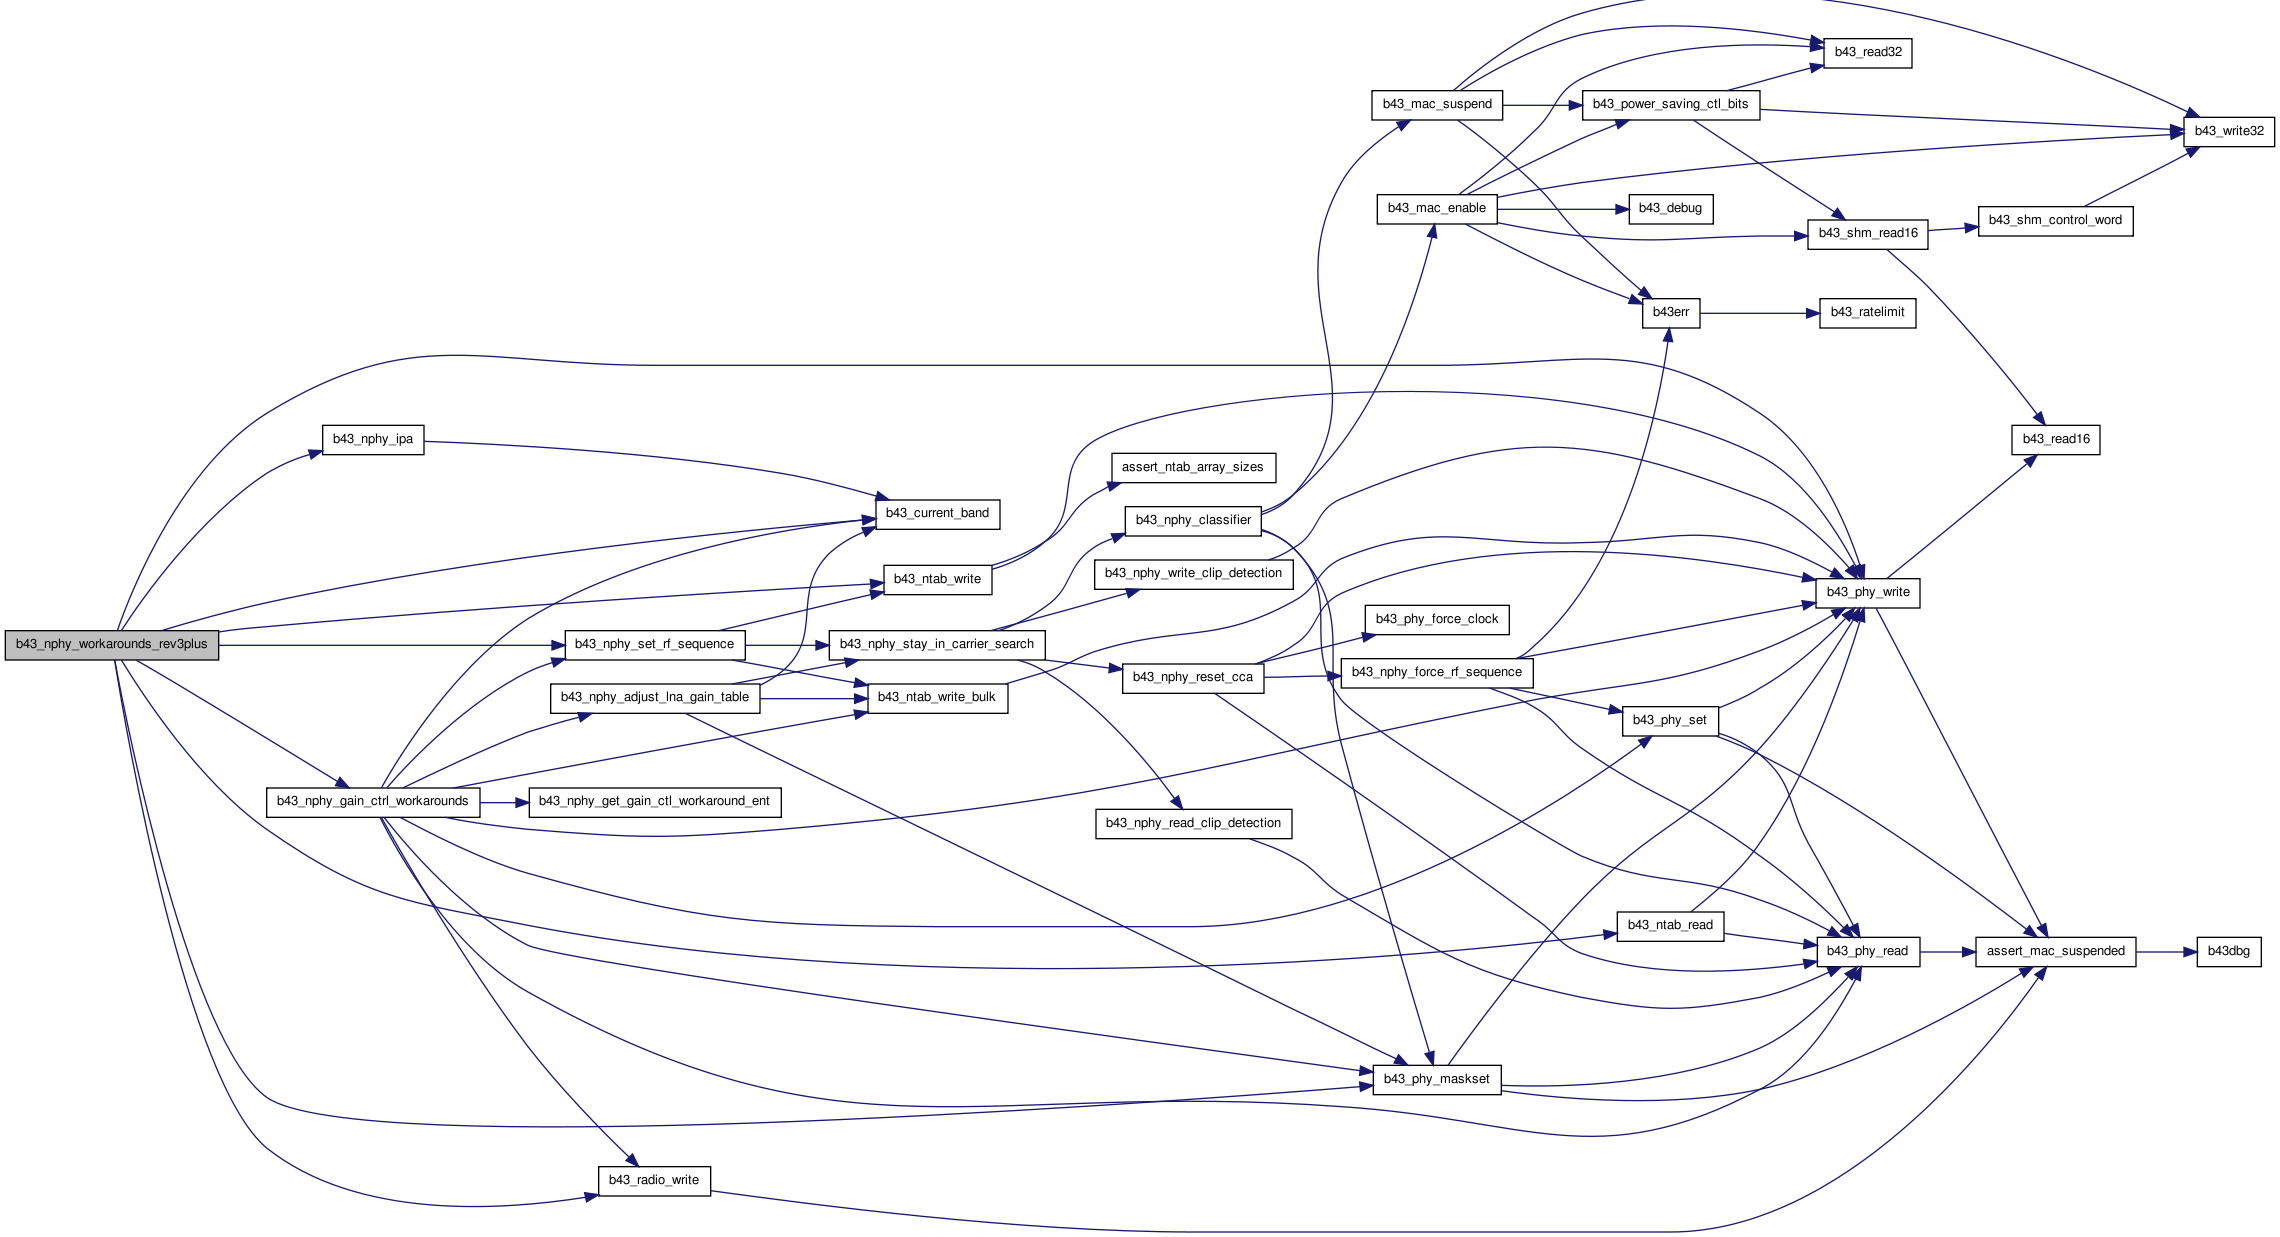 b43_read32
b43_mac_suspend
b43_power_saving_ctl_bits
b43_write32
b43_mac_enable
b43_debug
b43_shm_control_word
b43_shm_read16
b43err
b43_ratelimit
b43_nphy_ipa
b43_read16
assert_ntab_array_sizes
b43_current_band
b43_nphy_classifier
b43_ntab_write
b43_nphy_write_clip_detection
b43_phy_write
b43_phy_force_clock
b43_nphy_workarounds_rev3plus
b43_nphy_set_rf_sequence
b43_nphy_stay_in_carrier_search
b43_nphy_reset_cca
b43_nphy_force_rf_sequence
b43_nphy_adjust_lna_gain_table
b43_ntab_write_bulk
b43_phy_set
b43_nphy_gain_ctrl_workarounds
b43_nphy_get_gain_ctl_workaround_ent
b43_nphy_read_clip_detection
b43_ntab_read
b43_phy_read
assert_mac_suspended
b43dbg
b43_phy_maskset
b43_radio_write